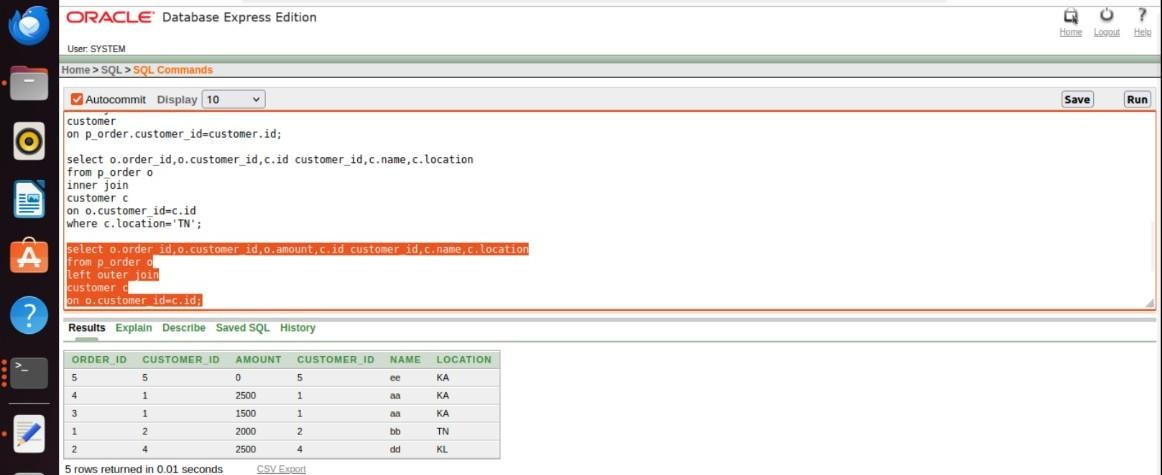 ORACLE Database Express Edition
Home Logout Help
User: SYSTEM
Home > SQL > SQL Commands
Autocommit Display 10 Save Run
customer
on p_order.customer_id=customer.id;
select o.order_id,o.customer_id,c.id customer_id,c.name,c.location
from p_order o
inner join
customer c
on o.customer_id=c.id
where c.location='TN';
select o.order_id,o.customer_id,o.amount,c.id customer_id,c.name,c.location
from p_order o
left outer join
customer c
on o.customer_id=c.id;
Results Explain Describe Saved SQL History
ORDER_ID CUSTOMER_ID AMOUNT CUSTOMER_ID NAME LOCATION
5 5 0 5 ee KA
4 1 2500 1 aa KA
3 1 1500 1 aa KA
1 2 2000 2 bb TN
2 4 2500 4 dd KL
5 rows returned in 0.01 seconds CSV Export